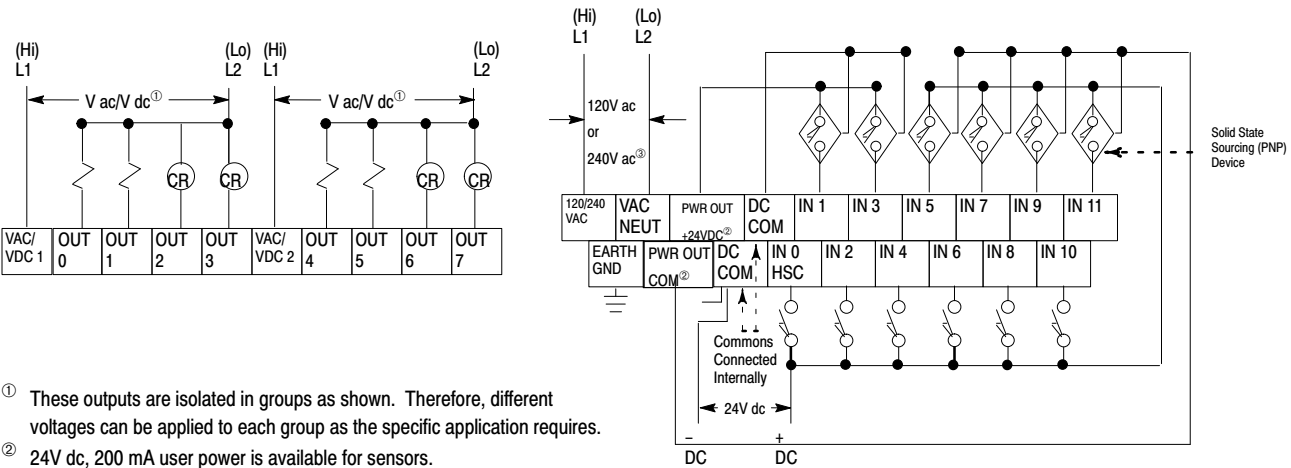 (Hi)
L1
(Lo)
L2
(Hi)
L1
(Lo)
L2
V ac/V dc①
V ac/V dc①
CR
CR
CR
CR
VAC/
VDC 1
OUT
0
OUT
1
OUT
2
OUT
3
VAC/
VDC 2
OUT
4
OUT
5
OUT
6
OUT
7
(Hi)
L1
(Lo)
L2
120V ac
or
240V ac③
Solid State
Sourcing (PNP)
Device
120/240
VAC
VAC
NEUT
PWR OUT
+24VDC②
DC
COM
IN 1
IN 3
IN 5
IN 7
IN 9
IN 11
EARTH
GND
PWR OUT
COM②
DC
COM
IN 0
HSC
IN 2
IN 4
IN 6
IN 8
IN 10
Commons
Connected
Internally
24V dc
–
DC
+
DC
① These outputs are isolated in groups as shown. Therefore, different
voltages can be applied to each group as the specific application requires.
② 24V dc, 200 mA user power is available for sensors.